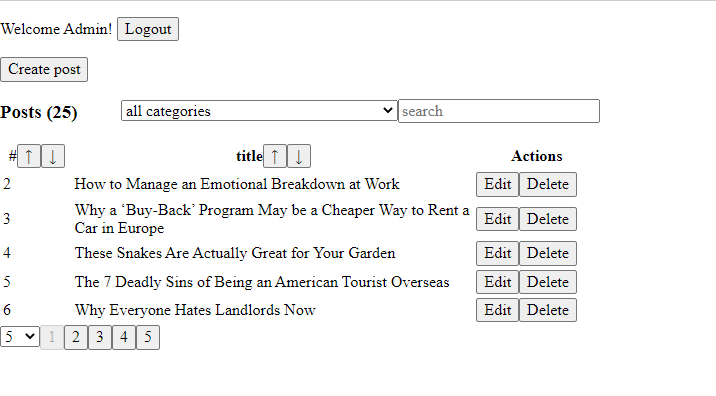 Welcome Admin! Logout
Create post
Posts (25) all categories search
#↑ ↓ title↑ ↓ Actions
2 How to Manage an Emotional Breakdown at Work Edit Delete
3 Why a ‘Buy-Back’ Program May be a Cheaper Way to Rent a
Car in Europe Edit Delete
4 These Snakes Are Actually Great for Your Garden Edit Delete
5 The 7 Deadly Sins of Being an American Tourist Overseas Edit Delete
6 Why Everyone Hates Landlords Now Edit Delete
5 1 2 3 4 5